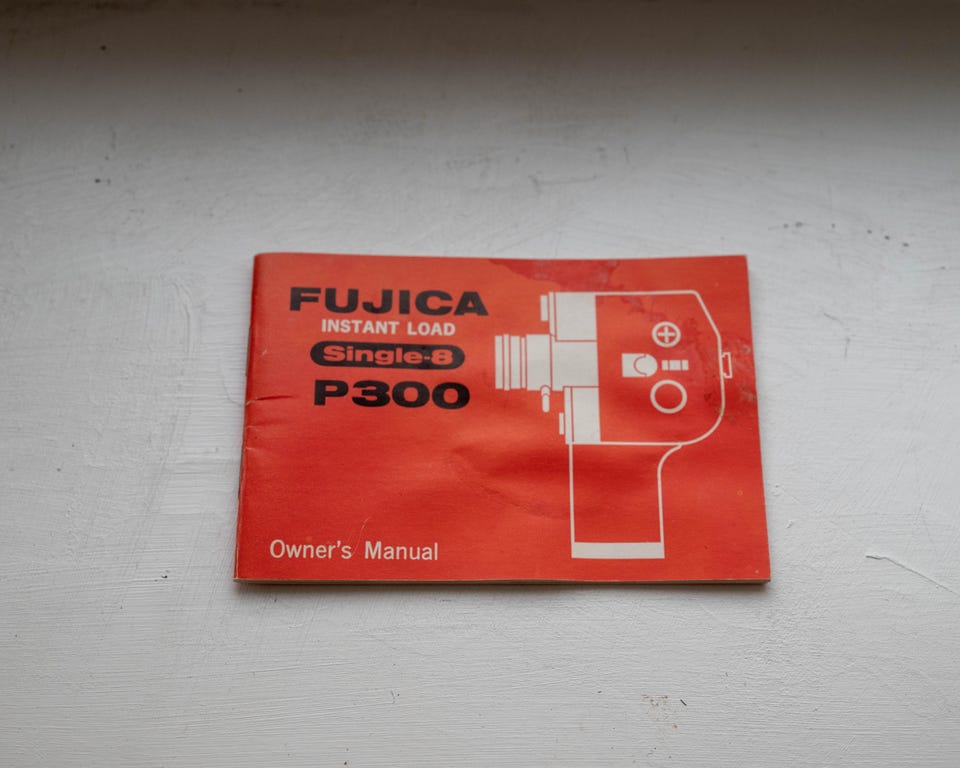 FUJICA
INSTANT LOAD
Single-8
P300
Owner's Manual